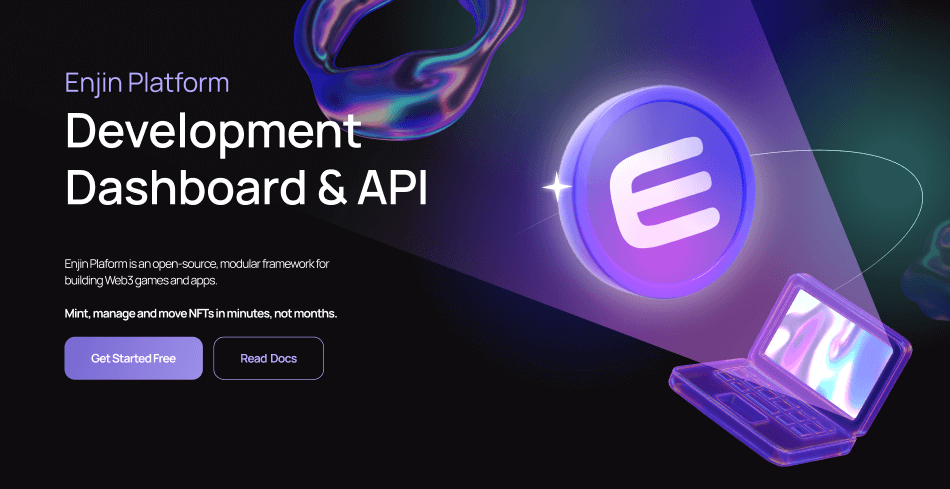 Enjin Platform
Development
Dashboard & API
Enjin Plaform is an open-source, modular framework for
building Web3 games and apps.
Mint, manage and move NFTs in minutes, not months.
Get Started Free
Read Docs